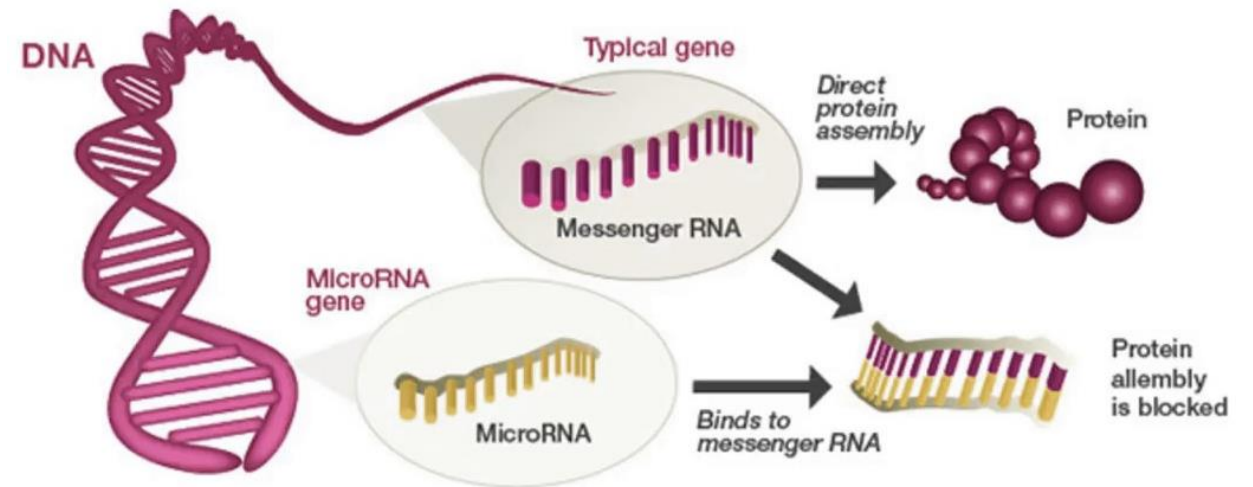 DNA
Typical gene
Messenger RNA
Direct
protein
assembly
Protein
MicroRNA
gene
MicroRNA
Binds to
messenger RNA
Protein
allembly
is blocked